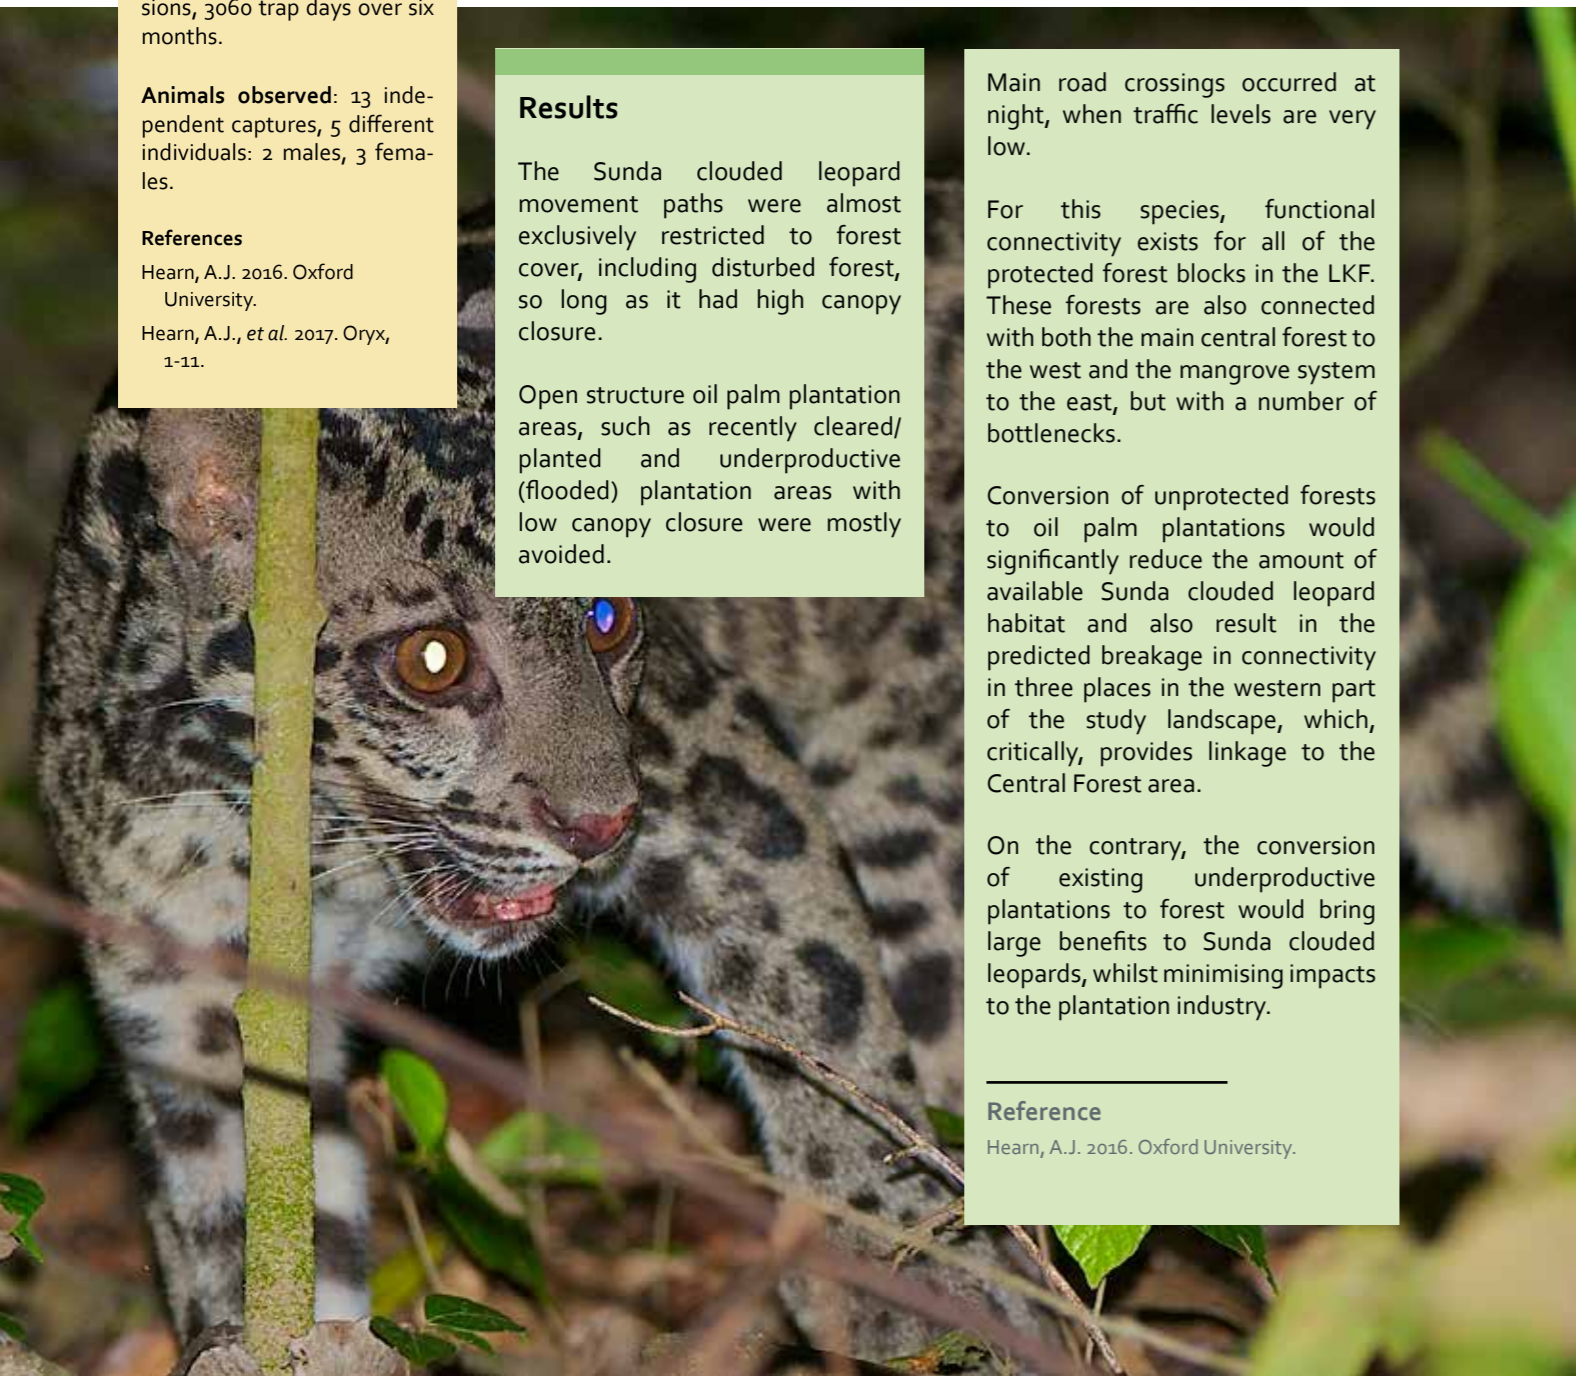 sions, 3060 trap days over six
months.
Animals observed: 13 inde-
pendent captures, 5 different
individuals: 2 males, 3 fema-
les.
References
Hearn, A.J. 2016. Oxford
University.
Hearn, A.J., et al. 2017. Oryx,
1-11.
Results
The Sunda clouded leopard
movement paths were almost
exclusively restricted to forest
cover, including disturbed forest,
so long as it had high canopy
closure.
Open structure oil palm plantation
areas, such as recently cleared/
planted and underproductive
(flooded) plantation areas with
low canopy closure were mostly
avoided.
Main road crossings occurred at
night, when traffic levels are very
low.
For this species, functional
connectivity exists for all of the
protected forest blocks in the LKF.
These forests are also connected
with both the main central forest to
the west and the mangrove system
to the east, but with a number of
bottlenecks.
Conversion of unprotected forests
to oil palm plantations would
significantly reduce the amount of
available Sunda clouded leopard
habitat and also result in the
predicted breakage in connectivity
in three places in the western part
of the study landscape, which,
critically, provides linkage to the
Central Forest area.
On the contrary, the conversion
of existing underproductive
plantations to forest would bring
large benefits to Sunda clouded
leopards, whilst minimising impacts
to the plantation industry.
Reference
Hearn, A.J. 2016. Oxford University.